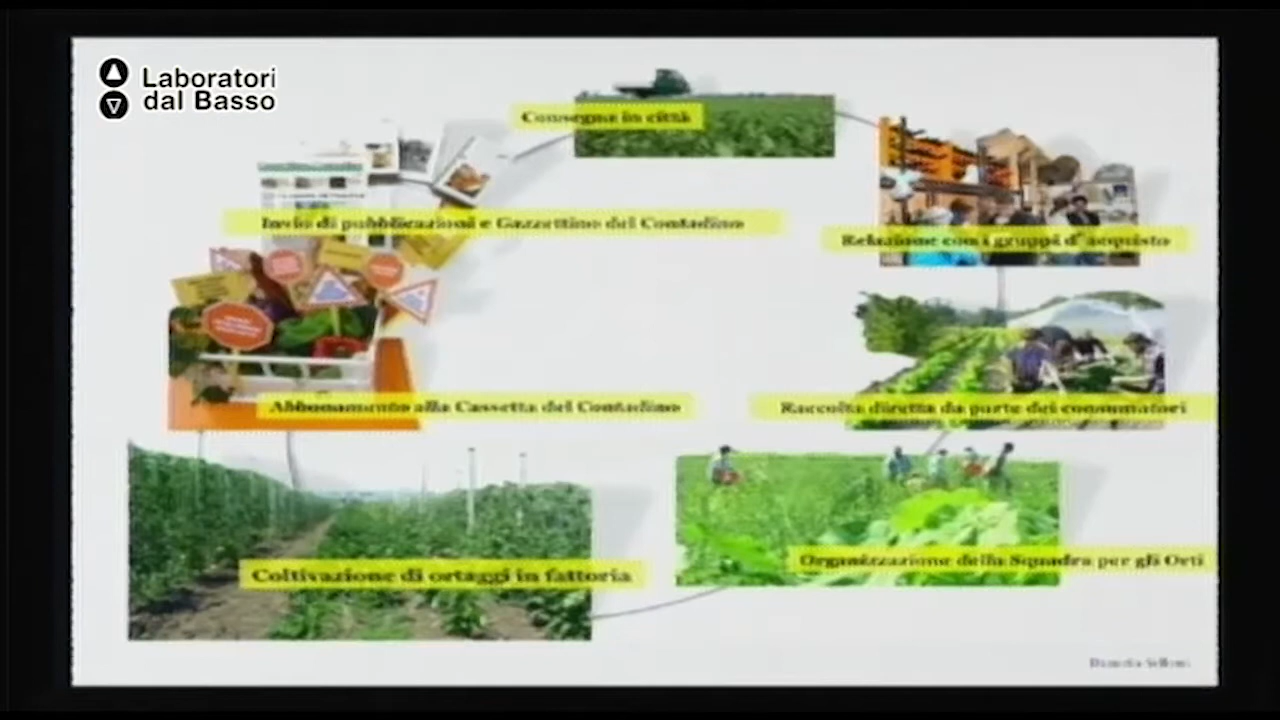 Laboratori
dal Basso
Consegna in città
Invio di pubblicazioni e Gazzettino del Contadino
Relazione con i gruppi d'acquisto
Abbonamento alla Cassetta del Contadino
Raccolta diretta da parte dei consumatori
Organizzazione della Squadra per gli Orti
Coltivazione di ortaggi in fattoria